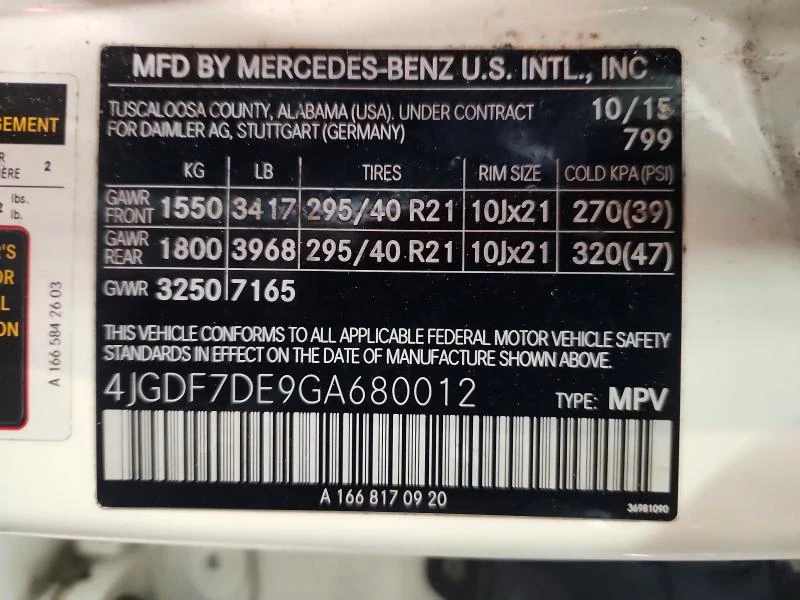 MFD BY MERCEDES-BENZ U.S. INTL., INC
TUSCALOOSA COUNTY, ALABAMA (USA). UNDER CONTRACT 10/15
FOR DAIMLER AG, STUTTGART (GERMANY) 799
KG LB TIRES RIM SIZE COLD KPA (PSI)
GAWR FRONT 1550 3417 295/40 R21 10Jx21 270(39)
GAWR REAR 1800 3968 295/40 R21 10Jx21 320(47)
GWR 3250 7165
THIS VEHICLE CONFORMS TO ALL APPLICABLE FEDERAL MOTOR VEHICLE SAFETY
STANDARDS IN EFFECT ON THE DATE OF MANUFACTURE SHOWN ABOVE.
4JGDF7DE9GA680012 TYPE: MPV
A 166 817 09 20
36981090
2
lbs.
lb.
A 166 584 26 03